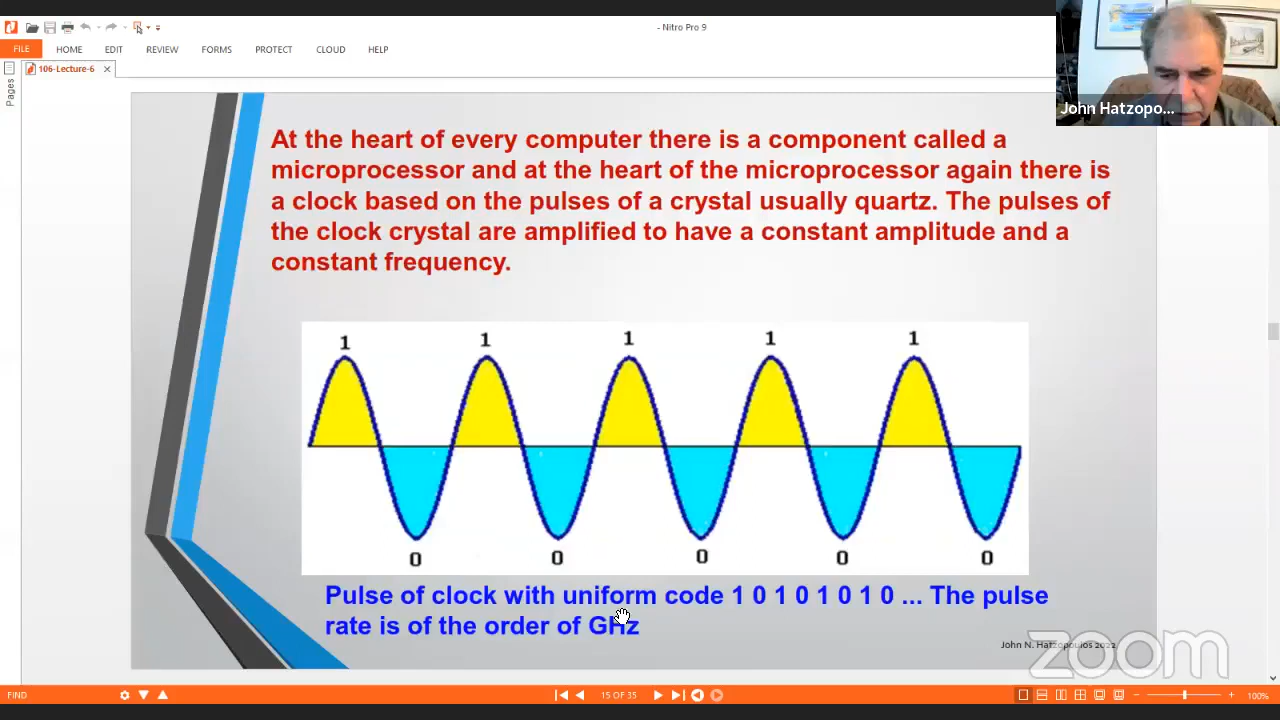 - Nitro Pro 9
FILE HOME EDIT REVIEW FORMS PROTECT CLOUD HELP
106-Lecture-6
Pages
John Hatzopo...
At the heart of every computer there is a component called a
microprocessor and at the heart of the microprocessor again there is
a clock based on the pulses of a crystal usually quartz. The pulses of
the clock crystal are amplified to have a constant amplitude and a
constant frequency.
1 1 1 1 1
0 0 0 0 0
Pulse of clock with uniform code 1 0 1 0 1 0 1 0 ... The pulse
rate is of the order of GHz
John N. Hatzopoulos 2022
zoom
FIND
15 OF 35
100%